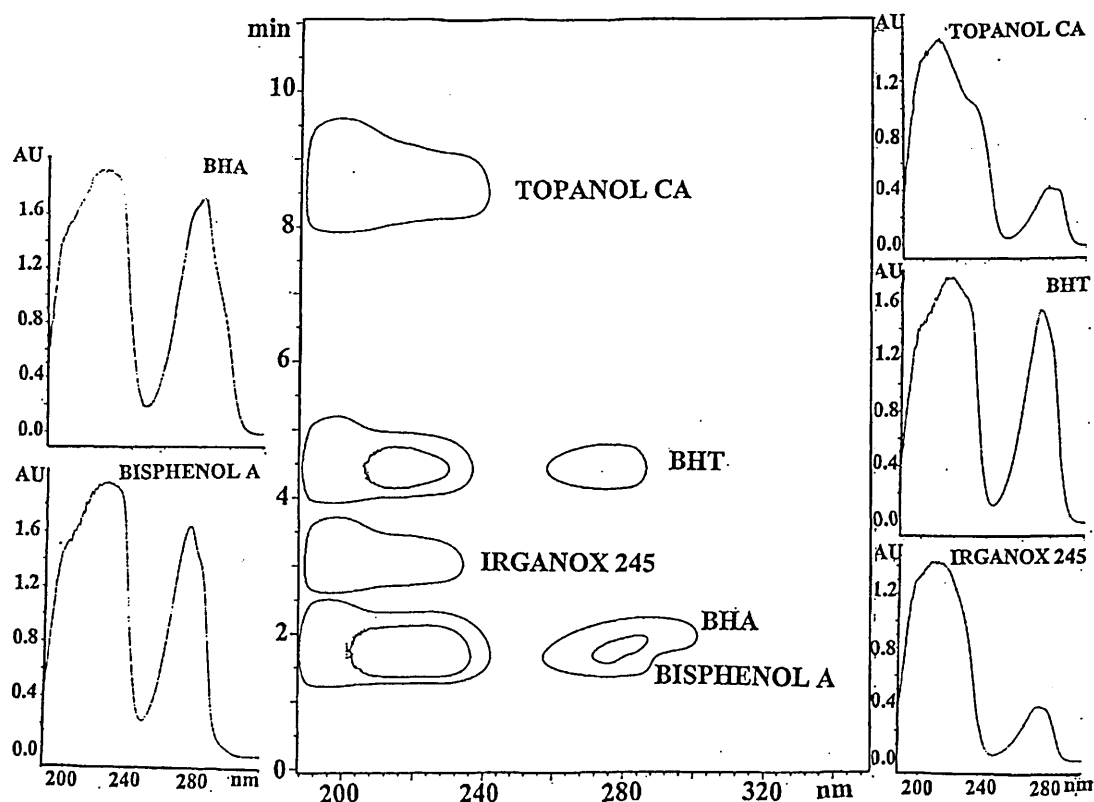 AU
BHA
1.6
1.2
0.8
0.4
0.0
AU
BISPHENOL A
1.6
1.2
0.8
0.4
0.0
200 240 280 nm
min
10
8
6
4
2
0
TOPANOL CA
BHT
IRGANOX 245
BHA
BISPHENOL A
200 240 280 320 nm
AU
TOPANOL CA
1.2
0.8
0.4
0.0
AU
BHT
1.6
1.2
0.8
0.4
0.0
AU
IRGANOX 245
1.2
0.8
0.4
0.0
200 240 280 nm